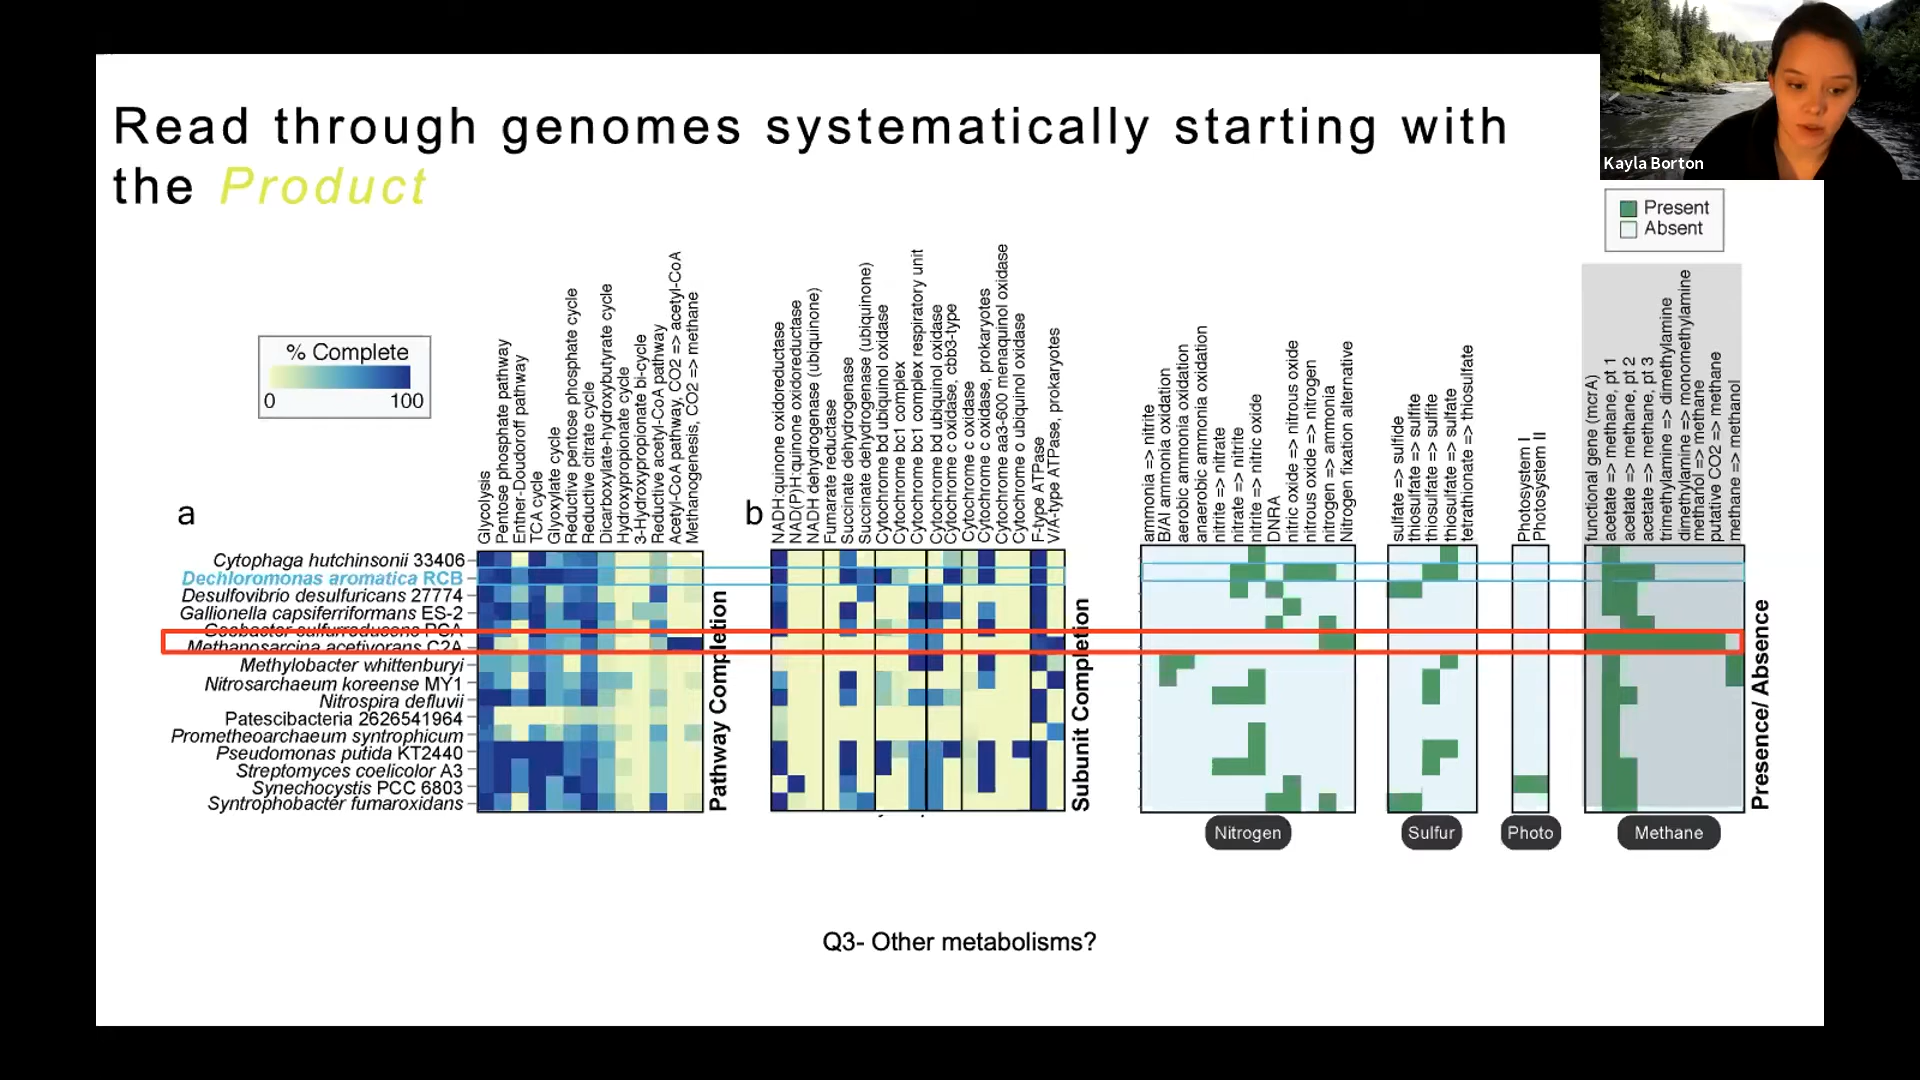 Kayla Borton
Read through genomes systematically starting with
the Product
Present
Absent
% Complete
0 100
a
Glycolysis
Pentose phosphate pathway
Entner-Doudoroff pathway
TCA cycle
Glyoxylate cycle
Reductive pentose phosphate cycle
Reductive citrate cycle
Dicarboxylate-hydroxybutyrate cycle
Hydroxypropionate cycle
3-Hydroxypropionate bi-cycle
Reductive acetyl-CoA pathway
Acetyl-CoA pathway, CO2 => acetyl-CoA
Methanogenesis, CO2 => methane
b
NADH:quinone oxidoreductase
NAD(P)H:quinone oxidoreductase
NADH dehydrogenase (ubiquinone)
Fumarate reductase
Succinate dehydrogenase
Succinate dehydrogenase (ubiquinone)
Cytochrome bd ubiquinol oxidase
Cytochrome bc1 complex
Cytochrome bc1 complex respiratory unit
Cytochrome bd ubiquinol oxidase
Cytochrome c oxidase, cbb3-type
Cytochrome c oxidase
Cytochrome c oxidase, prokaryotes
Cytochrome aa3-600 menaquinol oxidase
Cytochrome o ubiquinol oxidase
F-type ATPase
V/A-type ATPase, prokaryotes
ammonia => nitrite
B/AI ammonia oxidation
aerobic ammonia oxidation
anaerobic ammonia oxidation
nitrite => nitrate
nitrate => nitrite
nitrite => nitric oxide
DNRA
nitric oxide => nitrous oxide
nitrous oxide => nitrogen
nitrogen => ammonia
Nitrogen fixation alternative
sulfate => sulfide
thiosulfate => sulfite
thiosulfate => sulfite
thiosulfate => sulfate
tetrathionate => thiosulfate
Photosystem I
Photosystem II
functional gene (mcrA)
acetate => methane, pt 1
acetate => methane, pt 2
acetate => methane, pt 3
trimethylamine => dimethylamine
dimethylamine => monomethylamine
methanol => methane
putative CO2 => methane
methane => methanol
Cytophaga hutchinsonii 33406
Dechloromonas aromatica RCB
Desulfovibrio desulfuricans 27774
Gallionella capsiferriformans ES-2
Geobacter sulfurreducens PCA
Methanosarcina acetivorans C2A
Methylobacter whittenburyi
Nitrosarchaeum koreense MY1
Nitrospira defluvii
Patescibacteria 2626541964
Prometheoarchaeum syntrophicum
Pseudomonas putida KT2440
Streptomyces coelicolor A3
Synechocystis PCC 6803
Syntrophobacter fumaroxidans
Pathway Completion
Subunit Completion
Presence/ Absence
Nitrogen
Sulfur
Photo
Methane
Q3- Other metabolisms?